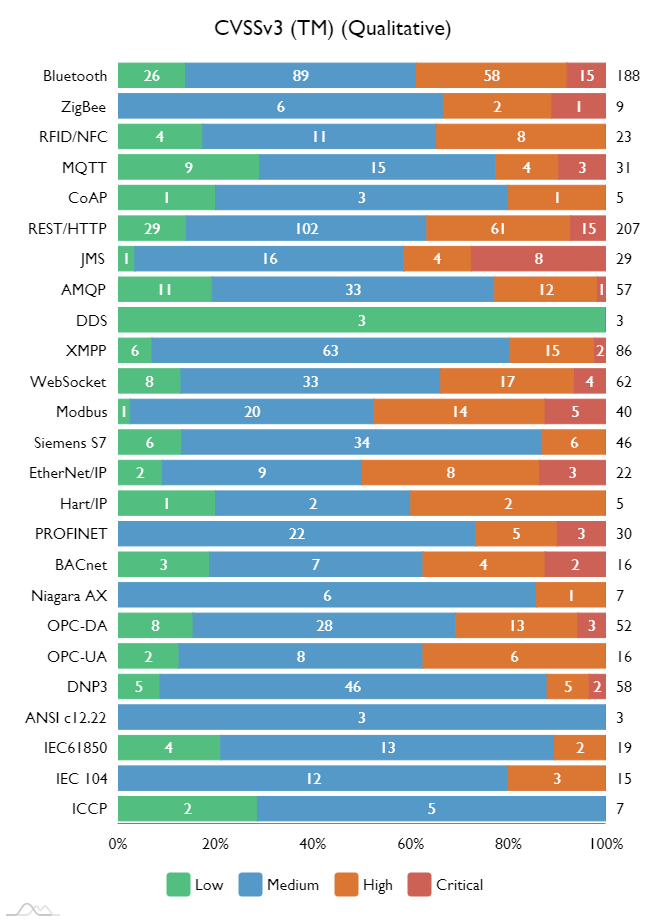 CVSSv3 (TM) (Qualitative)
Bluetooth 26 89 58 15 188
ZigBee 6 2 1 9
RFID/NFC 4 11 8 23
MQTT 9 15 4 3 31
CoAP 1 3 1 5
REST/HTTP 29 102 61 15 207
JMS 1 16 4 8 29
AMQP 11 33 12 1 57
DDS 3 3
XMPP 6 63 15 2 86
WebSocket 8 33 17 4 62
Modbus 1 20 14 5 40
Siemens S7 6 34 6 46
EtherNet/IP 2 9 8 3 22
Hart/IP 1 2 2 5
PROFINET 22 5 3 30
BACnet 3 7 4 2 16
Niagara AX 6 1 7
OPC-DA 8 28 13 3 52
OPC-UA 2 8 6 16
DNP3 5 46 5 2 58
ANSI c12.22 3 3
IEC61850 4 13 2 19
IEC 104 12 3 15
ICCP 2 5 7
0% 20% 40% 60% 80% 100%
Low Medium High Critical